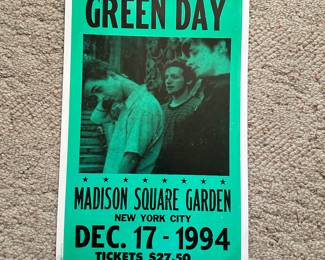 GREEN DAY
MADISON SQUARE GARDEN
NEW YORK CITY
DEC. 17 - 1994
TICKETS $27.50